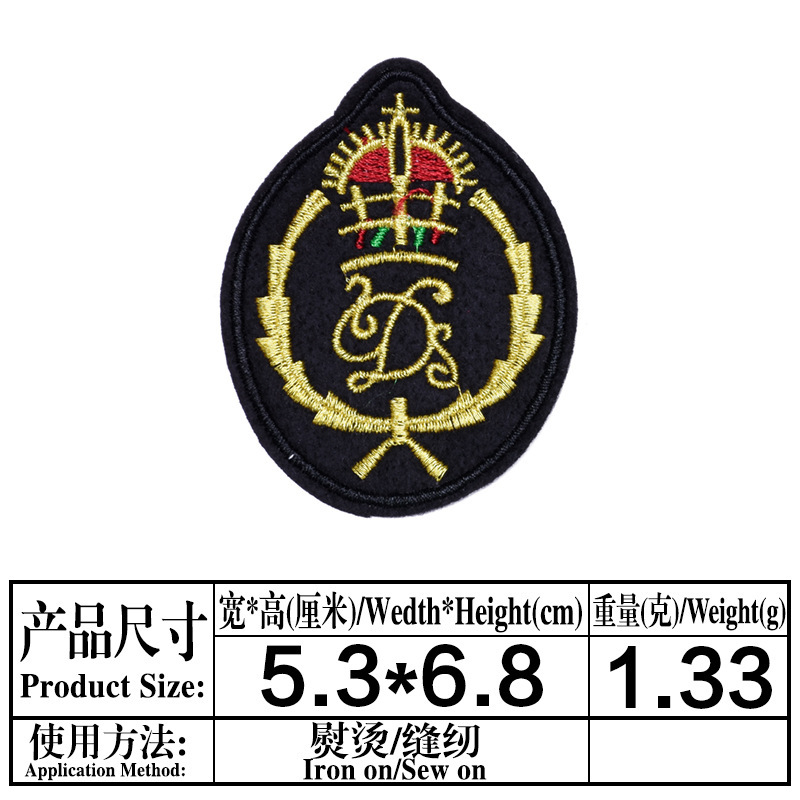 产品尺寸
Product Size:
宽*高(厘米)/Wedth*Height(cm)
重量(克)/Weight(g)
5.3*6.8
1.33
使用方法:
Application Method:
熨烫/缝纫
Iron on/Sew on